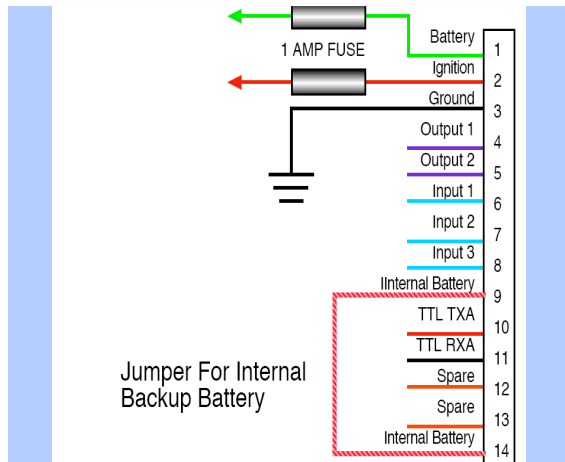 Battery
1
1 AMP FUSE
Ignition
2
Ground
3
Output 1
4
Output 2
5
Input 1
6
Input 2
7
Input 3
8
IInternal Battery
9
TTL TXA
10
TTL RXA
11
Jumper For Internal
Backup Battery
Spare
12
Spare
13
Internal Battery
14